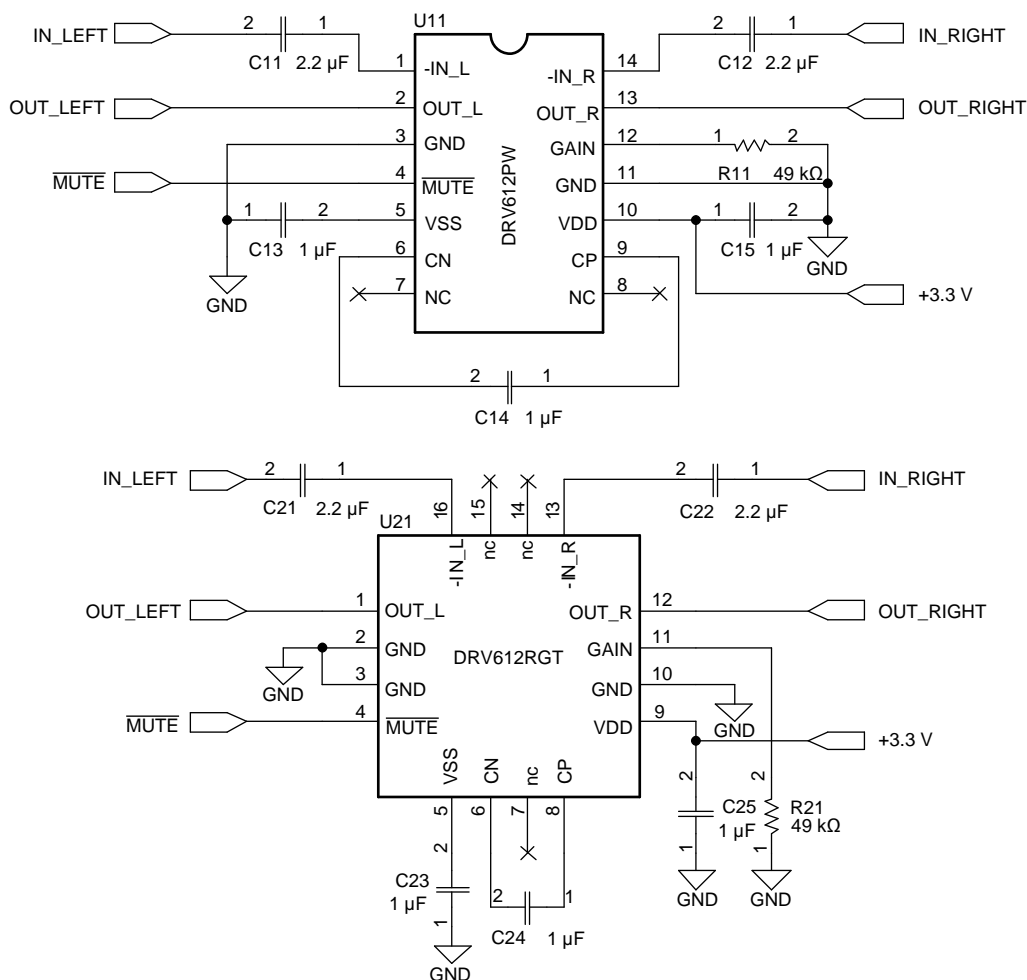 U11
IN_LEFT 2 1 2 1 IN_RIGHT
C11 2.2 µF 1 -IN_L -IN_R 14 C12 2.2 µF
OUT_LEFT 2 OUT_L OUT_R 13 OUT_RIGHT
3 GND GAIN 12 1 2
R11 49 kΩ
MUTE 4 MUTE GND 11
DRV612PW
1 2 5 VSS VDD 10 1 2
C13 1 µF 6 CN CP 9 C15 1 µF
GND GND
7 NC NC 8 +3.3 V
2 1
C14 1 µF
IN_LEFT 2 1 2 1 IN_RIGHT
C21 2.2 µF 16 15 14 13 C22 2.2 µF
U21
-IN_L nc nc -IN_R
OUT_LEFT 1 OUT_L OUT_R 12 OUT_RIGHT
2 GND DRV612RGT GAIN 11
GND 3 GND GND 10
GND
MUTE 4 MUTE VDD 9 +3.3 V
VSS CN nc CP
5 6 7 8
2 2
C25 R21
1 µF 49 kΩ
1 1
GND GND
2
C23
1 µF
1
2 1
C24 1 µF
GND